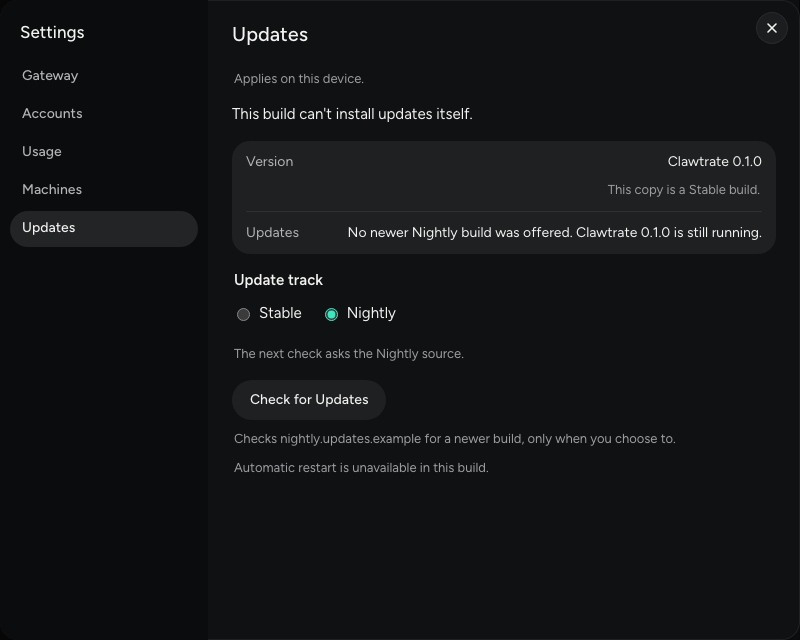 Settings
Gateway
Accounts
Usage
Machines
Updates
Updates
Applies on this device.
This build can't install updates itself.
Version
Clawtrate 0.1.0
This copy is a Stable build.
Updates
No newer Nightly build was offered. Clawtrate 0.1.0 is still running.
Update track
Stable
Nightly
The next check asks the Nightly source.
Check for Updates
Checks nightly.updates.example for a newer build, only when you choose to.
Automatic restart is unavailable in this build.